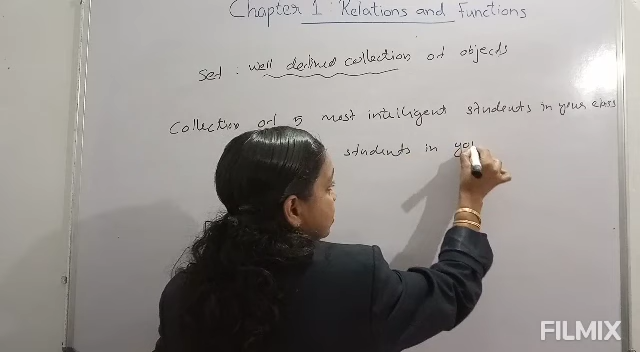 Chapter 1: Relations and Functions
Set : well defined collection of objects
Collection of 5 most intelligent students in your class
students in yo
FILMIX